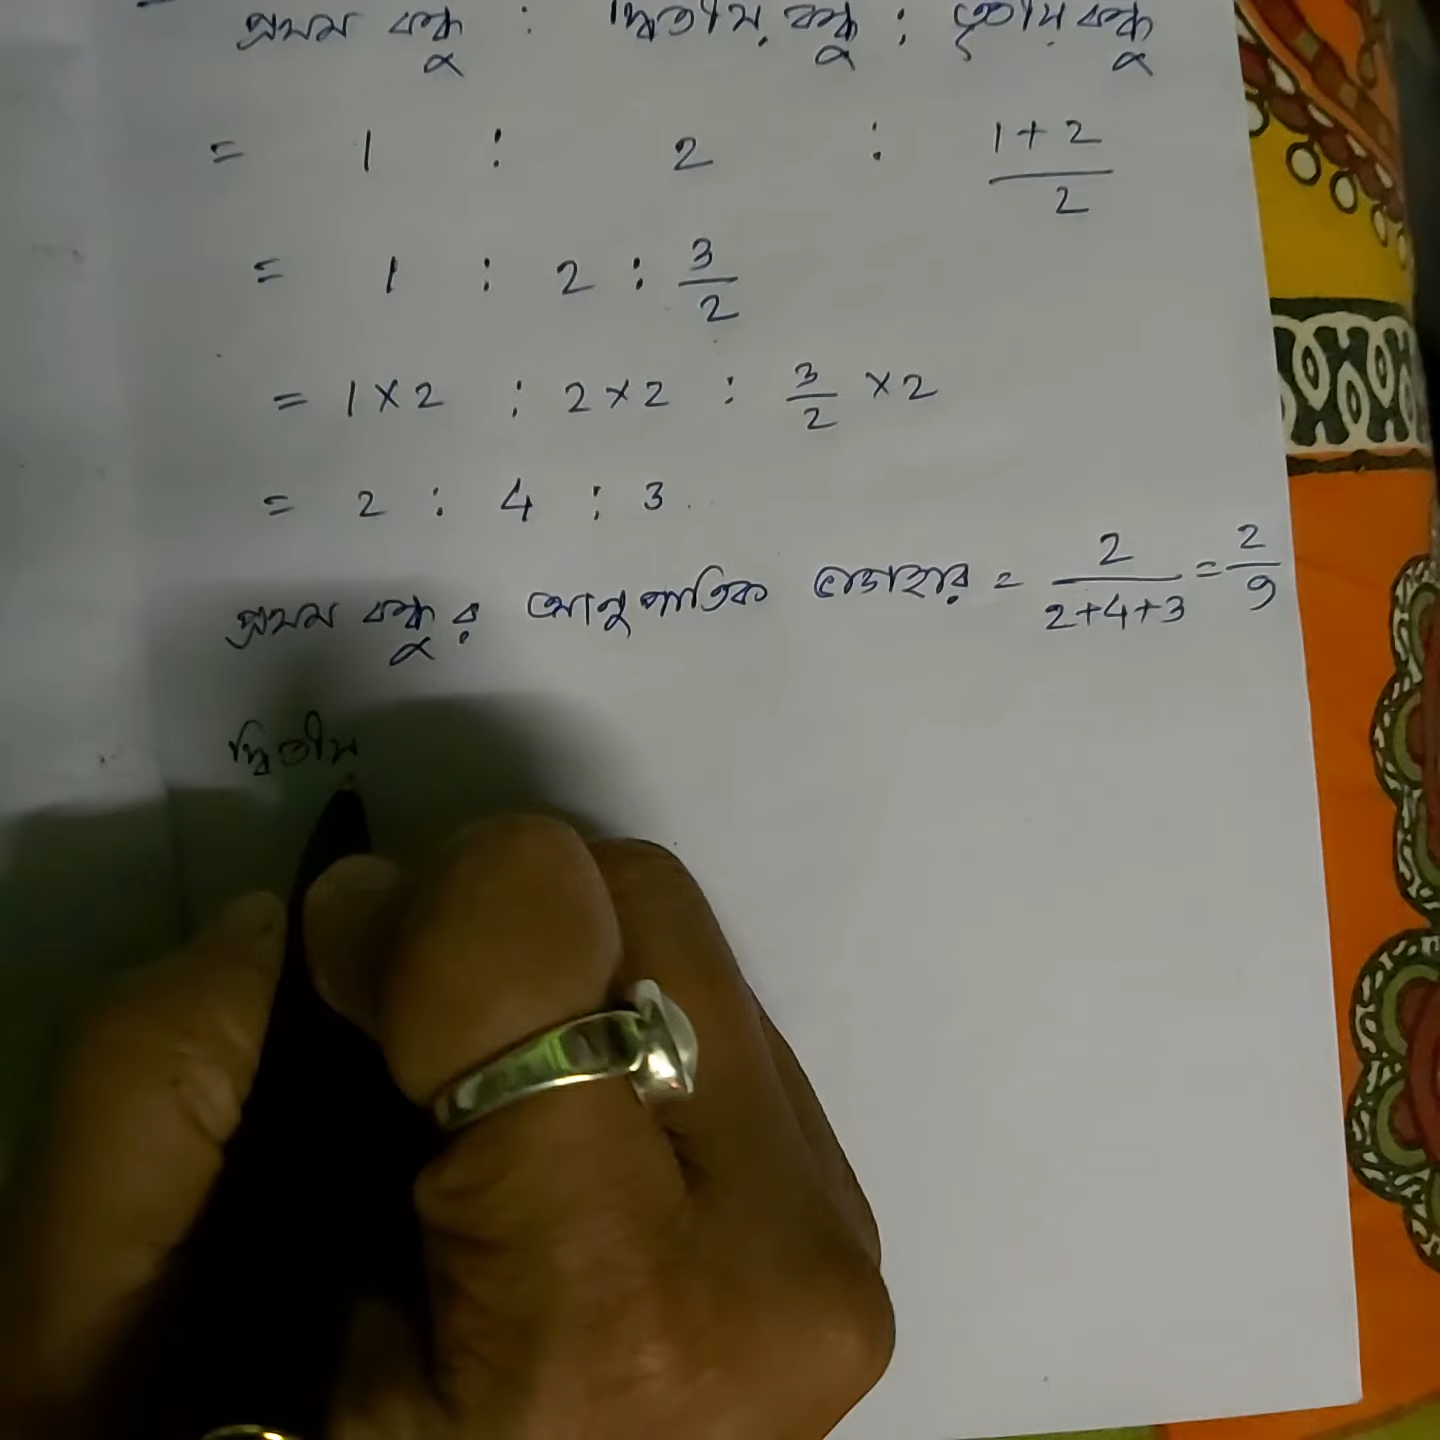 প্রথম বন্ধু : দ্বিতীয় বন্ধু : তৃতীয় বন্ধু
= 1 : 2 : 1+2/2
= 1 : 2 : 3/2
= 1×2 : 2×2 : 3/2 ×2
= 2 : 4 : 3
প্রথম বন্ধুর আনুপাতিক ভাগহার = 2/2+4+3 = 2/9
দ্বিতীয়